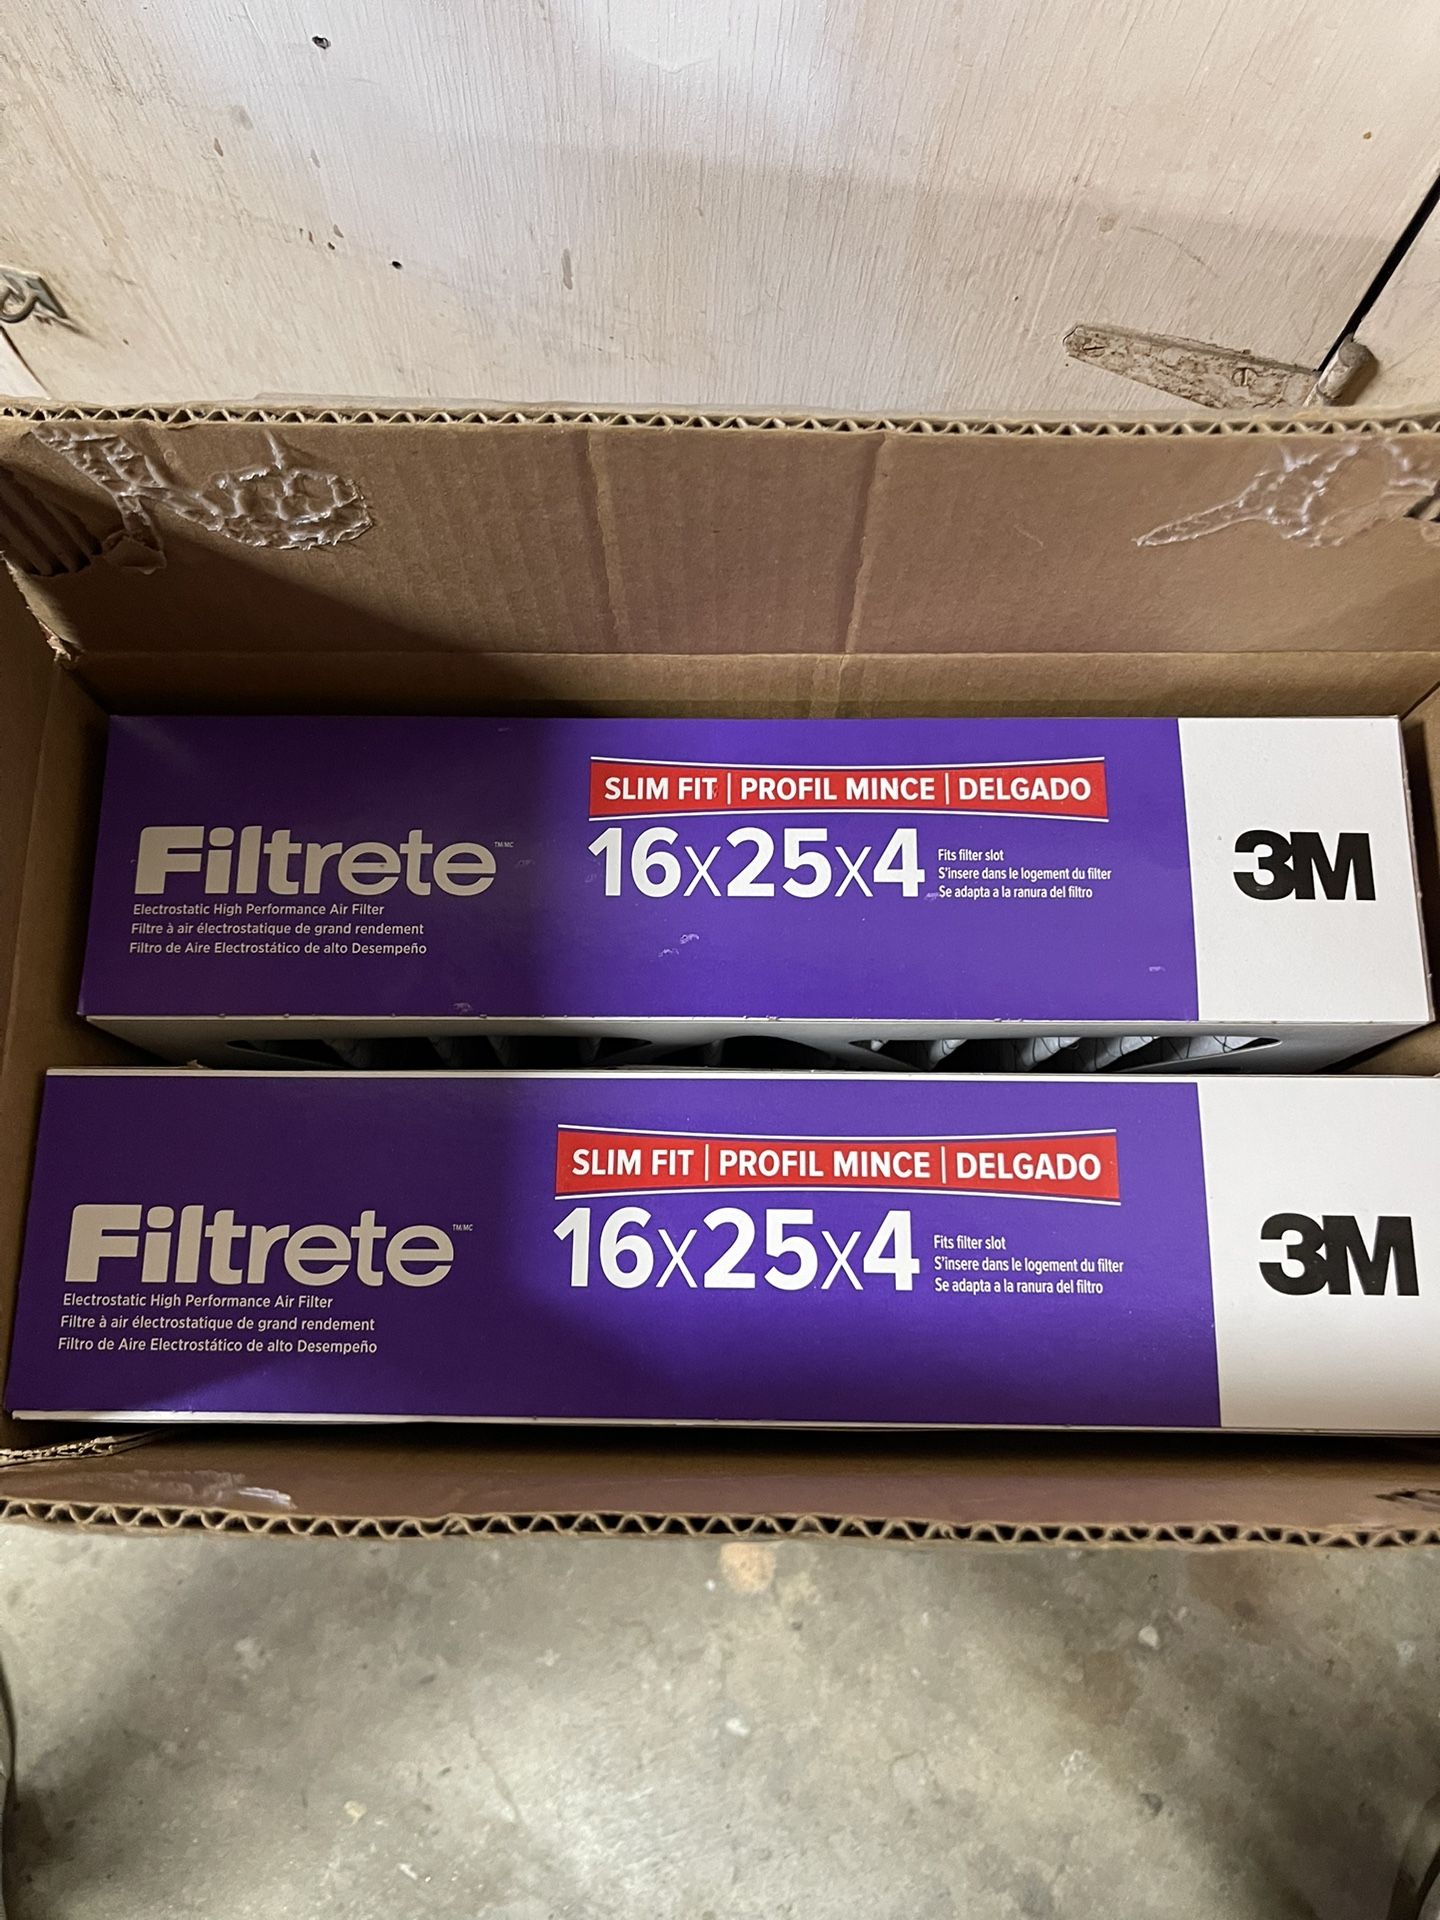 SLIM FIT | PROFIL MINCE | DELGADO
Filtrete TM/MC
16x25x4
Fits filter slot
S'insere dans le logement du filter
Se adapta a la ranura del filtro
3M
Electrostatic High Performance Air Filter
Filtre à air électrostatique de grand rendement
Filtro de Aire Electrostático de alto Desempeño
SLIM FIT | PROFIL MINCE | DELGADO
Filtrete TM/MC
16x25x4
Fits filter slot
S'insere dans le logement du filter
Se adapta a la ranura del filtro
3M
Electrostatic High Performance Air Filter
Filtre à air électrostatique de grand rendement
Filtro de Aire Electrostático de alto Desempeño